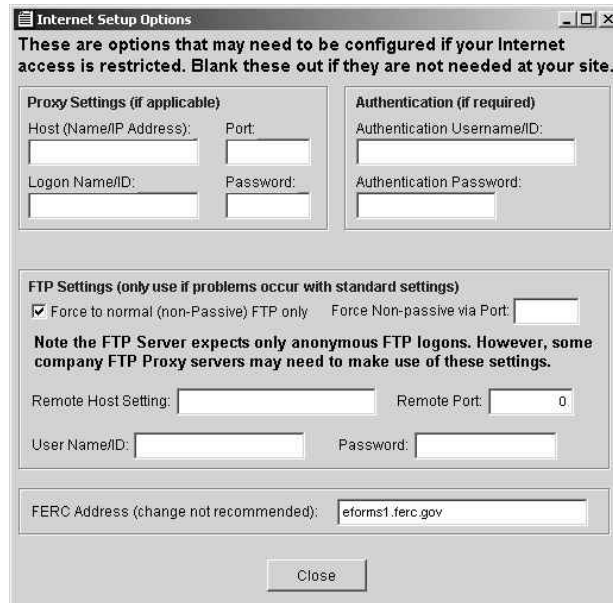 Internet Setup Options
These are options that may need to be configured if your Internet
access is restricted. Blank these out if they are not needed at your site.
Proxy Settings (if applicable)
Host (Name/IP Address): Port:
Logon Name/ID: Password:
Authentication (if required)
Authentication Username/ID:
Authentication Password:
FTP Settings (only use if problems occur with standard settings)
Force to normal (non-Passive) FTP only Force Non-passive via Port:
Note the FTP Server expects only anonymous FTP logons. However, some
company FTP Proxy servers may need to make use of these settings.
Remote Host Setting: Remote Port: 0
User Name/ID: Password:
FERC Address (change not recommended): eforms1.ferc.gov
Close